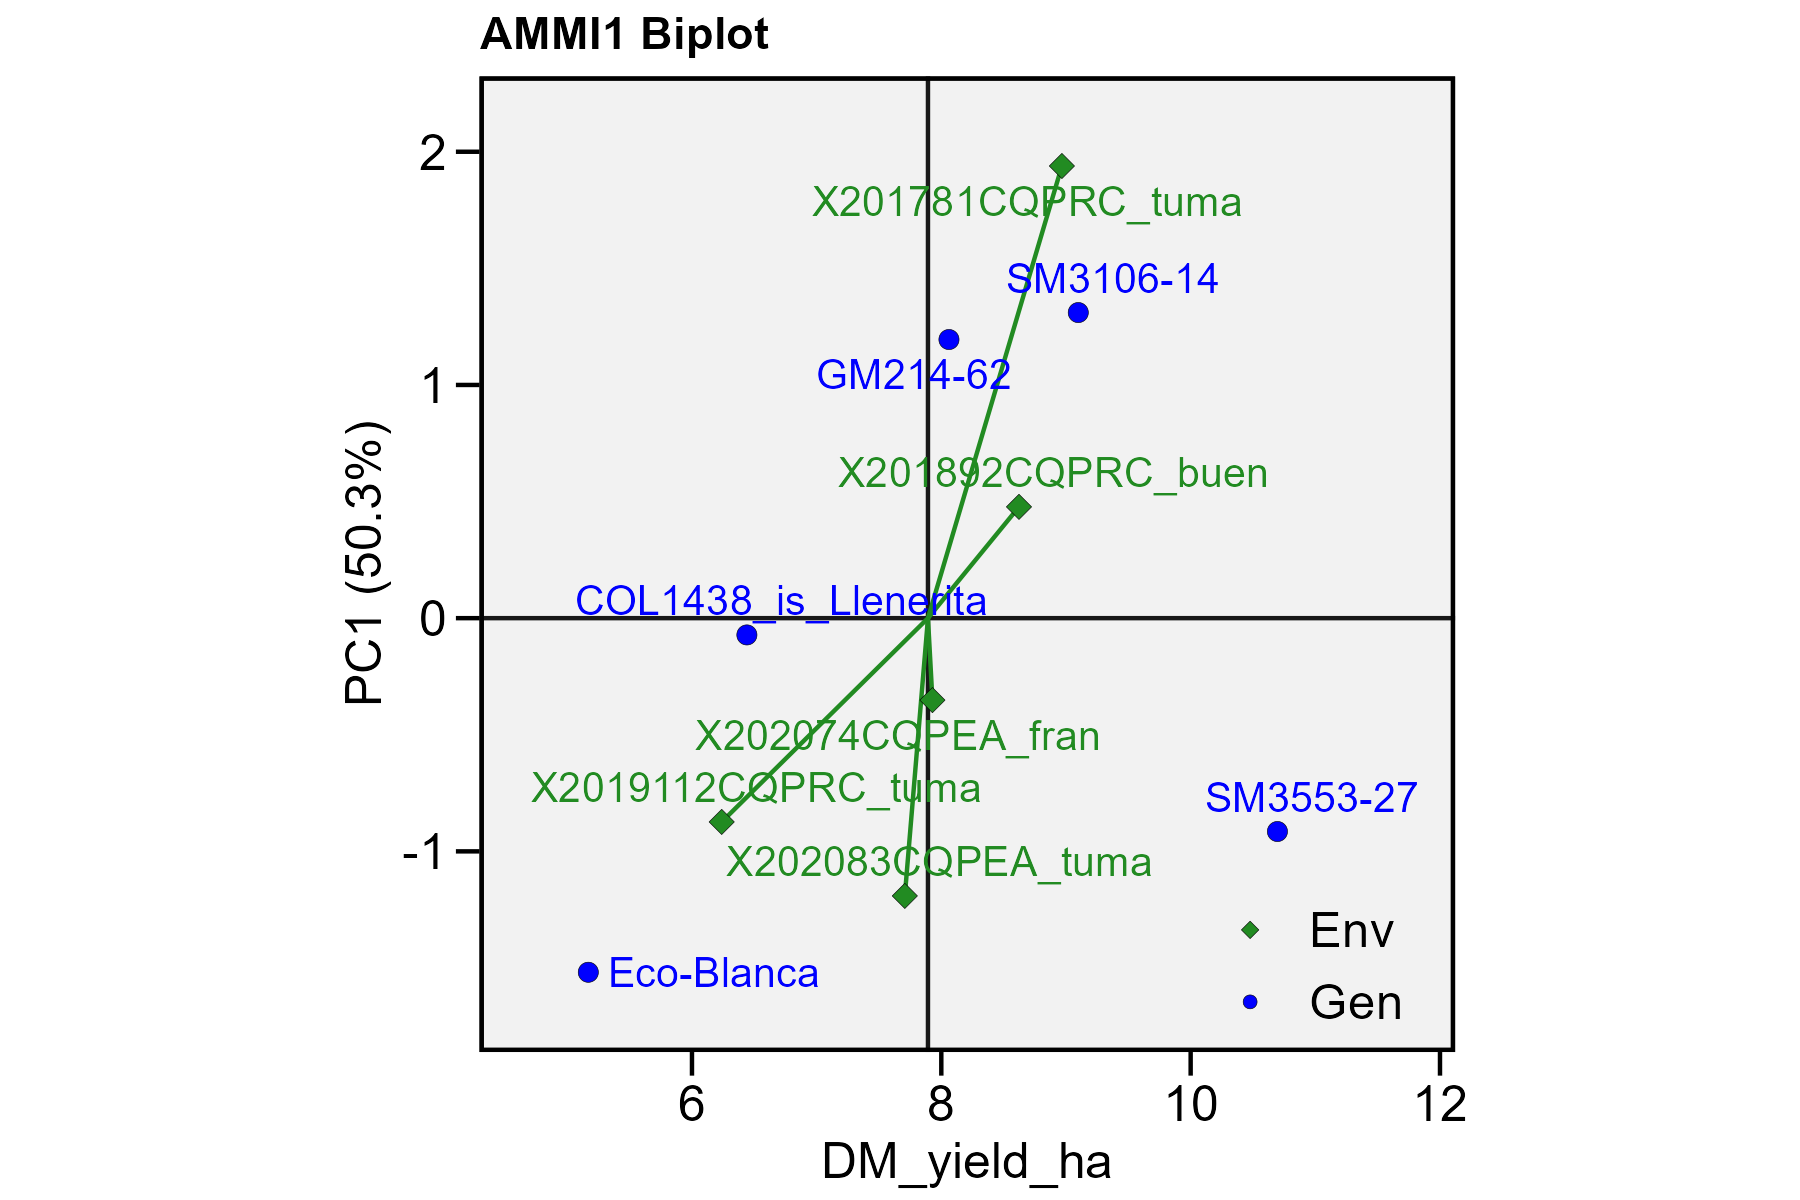 AMMI1 Biplot
2
X201781CQPRC_tuma
SM3106-14
GM214-62
1
X201892CQPRC_buen
PC1 (50.3%)
COL1438_is_Llenerita
0
X202074CQPEA_fran
X2019112CQPRC_tuma
SM3553-27
-1
X202083CQPEA_tuma
Env
Eco-Blanca
Gen
6 8 10 12
DM_yield_ha